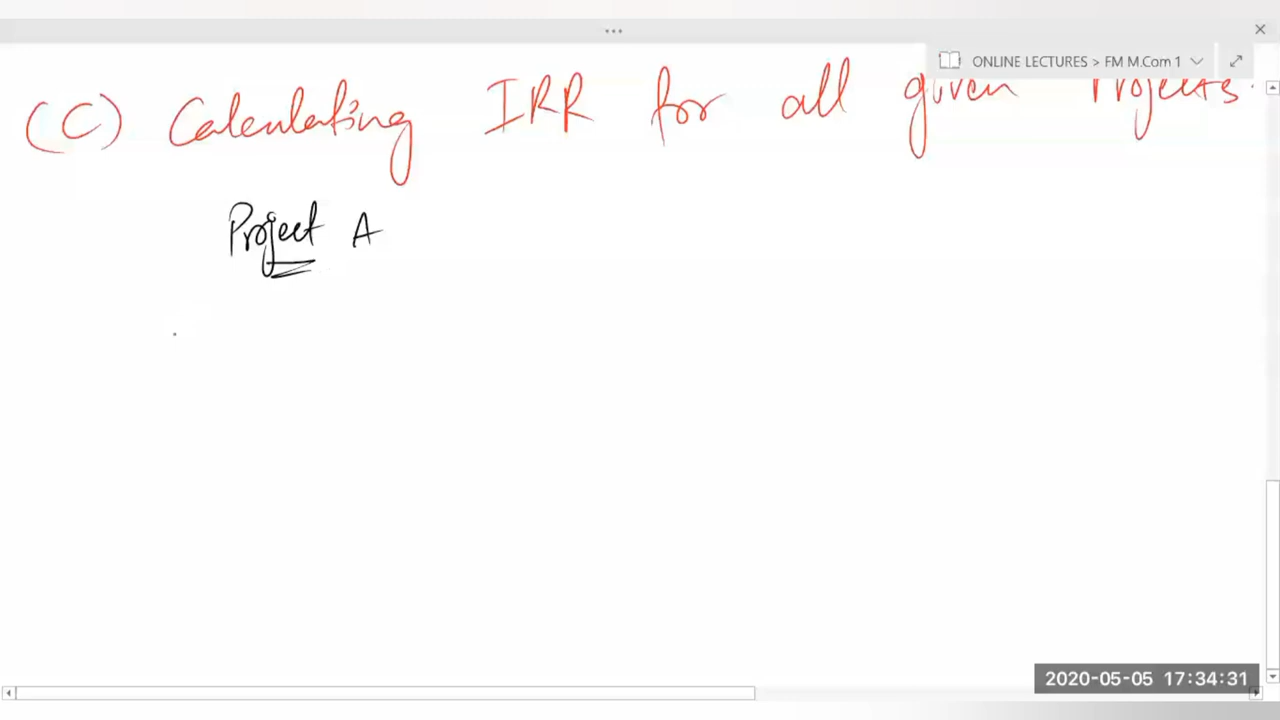 ONLINE LECTURES > FM M.Com 1
(C) Calculating IRR for all given Projects.
Project A
2020-05-05 17:34:31